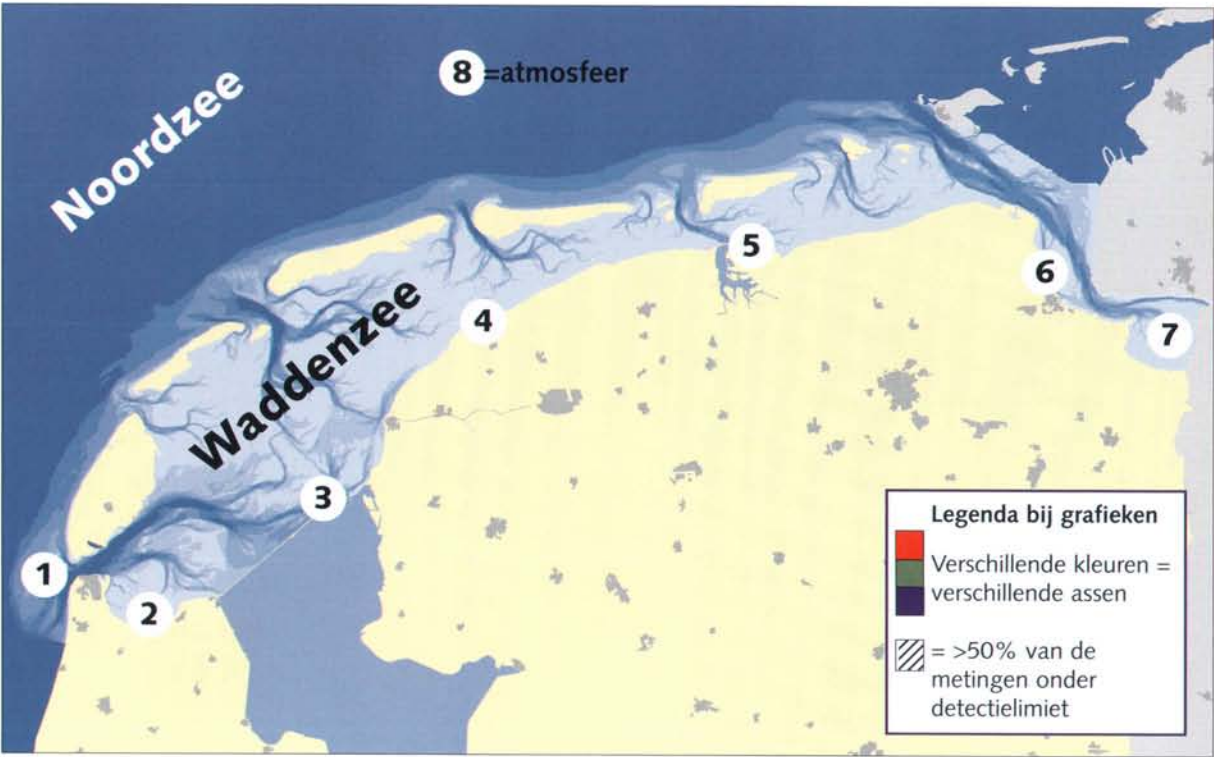 8 =atmosfeer
Noordzee
5
6
4
7
Waddenzee
3
1
2
Legenda bij grafieken
Verschillende kleuren =
verschillende assen
= >50% van de
metingen onder
detectielimiet